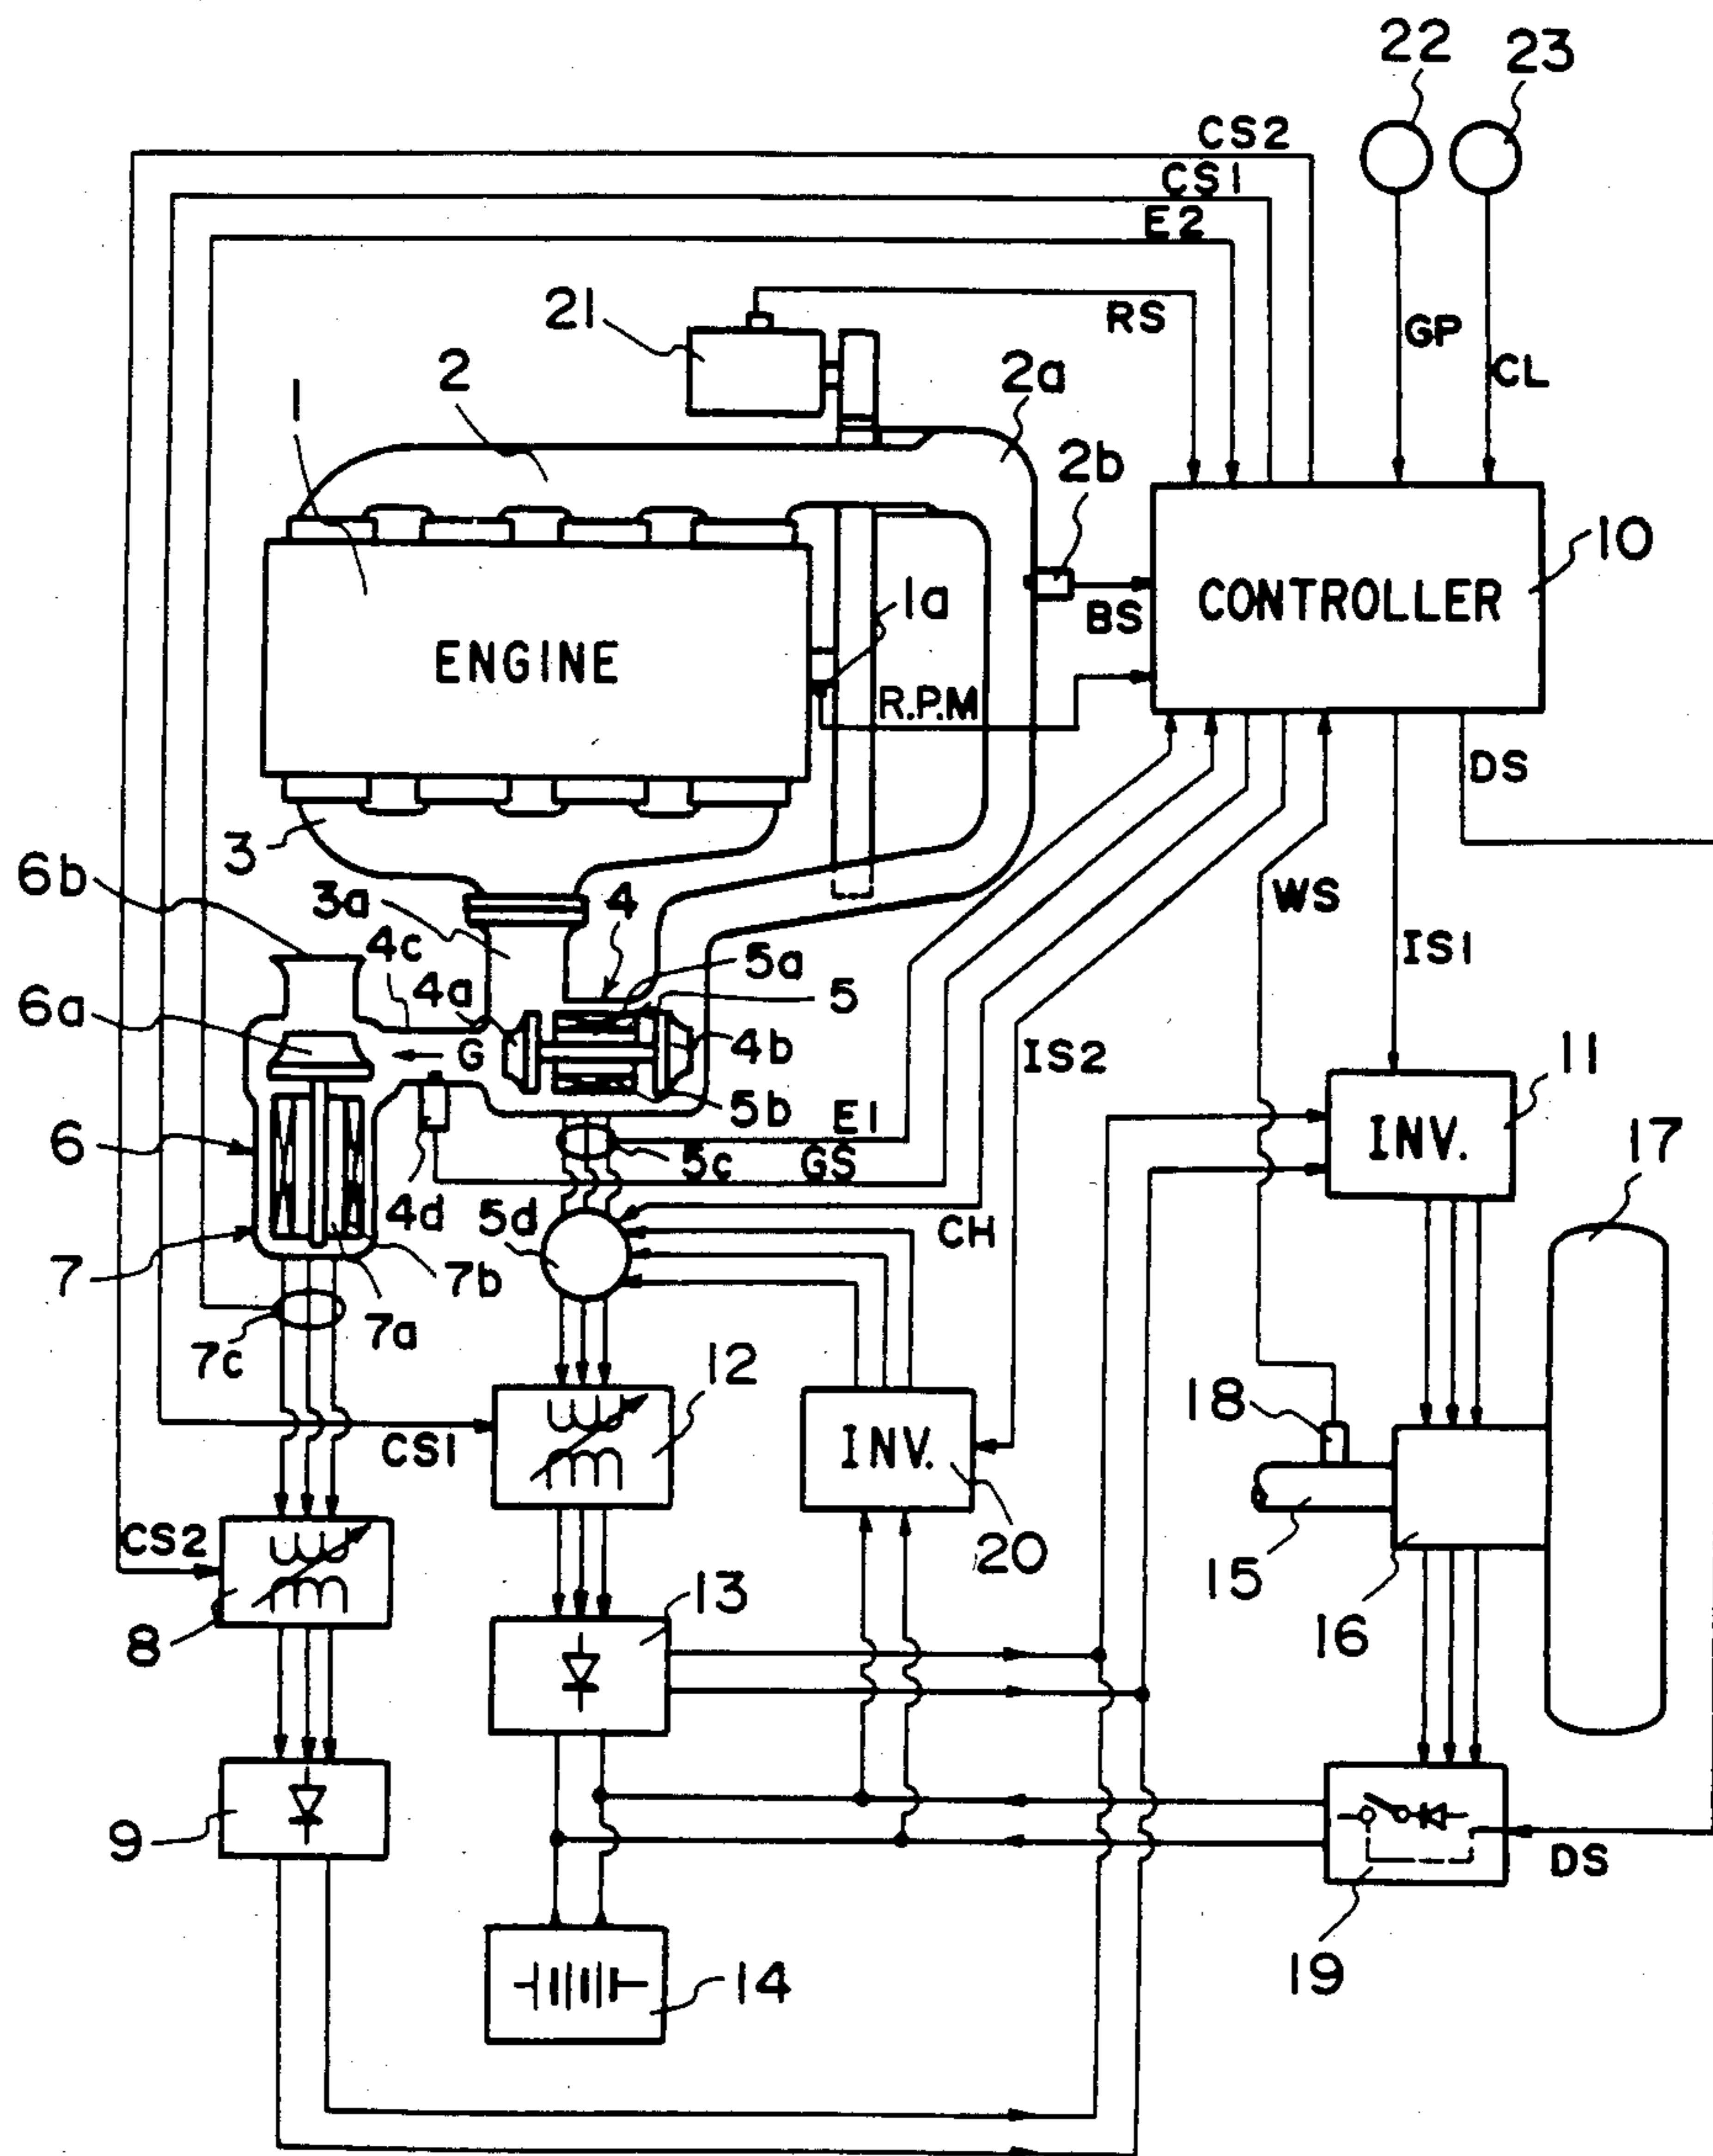 22 23
CS2
CS1
E2
21
RS
GP
CL
1
2
2a
2b
10
CONTROLLER
1a
BS
ENGINE
R.P.M
DS
3
6b
3a
4
WS
4c
5a
IS1
6a
4a
5
G
4b
IS2
11
5b
E1
INV.
17
6
5c
GS
4d
5d
CH
7
7b
7a
7c
12
18
CS1
INV.
CS2
20
15
13
16
8
9
DS
19
14